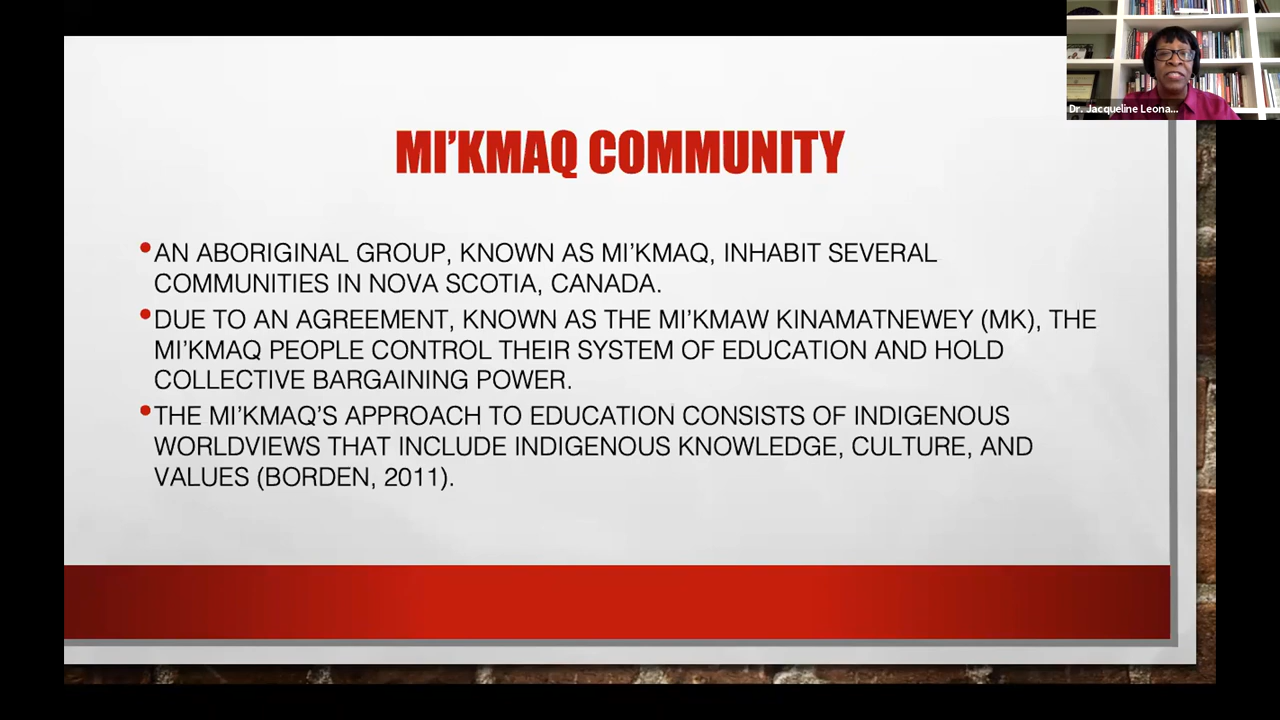 Dr. Jacqueline Leona...
MI'KMAQ COMMUNITY
•AN ABORIGINAL GROUP, KNOWN AS MI'KMAQ, INHABIT SEVERAL
COMMUNITIES IN NOVA SCOTIA, CANADA.
•DUE TO AN AGREEMENT, KNOWN AS THE MI'KMAW KINAMATNEWEY (MK), THE
MI'KMAQ PEOPLE CONTROL THEIR SYSTEM OF EDUCATION AND HOLD
COLLECTIVE BARGAINING POWER.
•THE MI'KMAQ'S APPROACH TO EDUCATION CONSISTS OF INDIGENOUS
WORLDVIEWS THAT INCLUDE INDIGENOUS KNOWLEDGE, CULTURE, AND
VALUES (BORDEN, 2011).